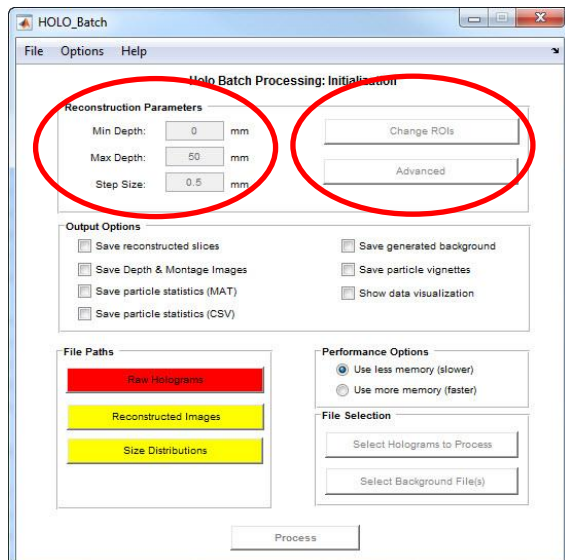 HOLO_Batch
File Options Help
Holo Batch Processing: Initialization
Reconstruction Parameters
Min Depth: 0 mm
Max Depth: 50 mm
Step Size: 0.5 mm
Change ROIs
Advanced
Output Options
Save reconstructed slices
Save Depth & Montage Images
Save particle statistics (MAT)
Save particle statistics (CSV)
Save generated background
Save particle vignettes
Show data visualization
File Paths
Raw Holograms
Reconstructed Images
Size Distributions
Performance Options
Use less memory (slower)
Use more memory (faster)
File Selection
Select Holograms to Process
Select Background File(s)
Process